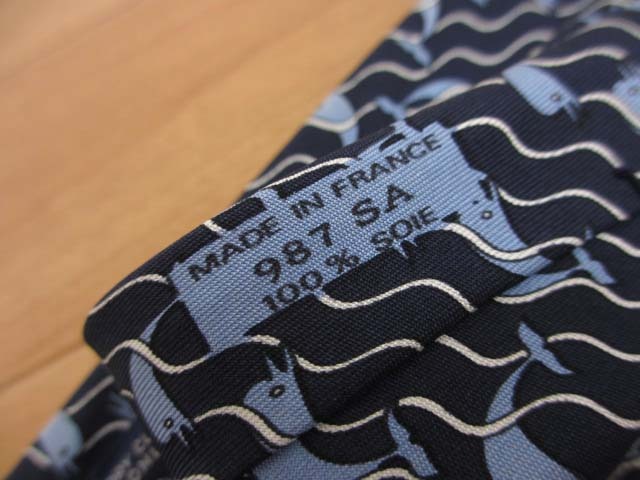 MADE IN FRANCE
987 SA
100% SOIE